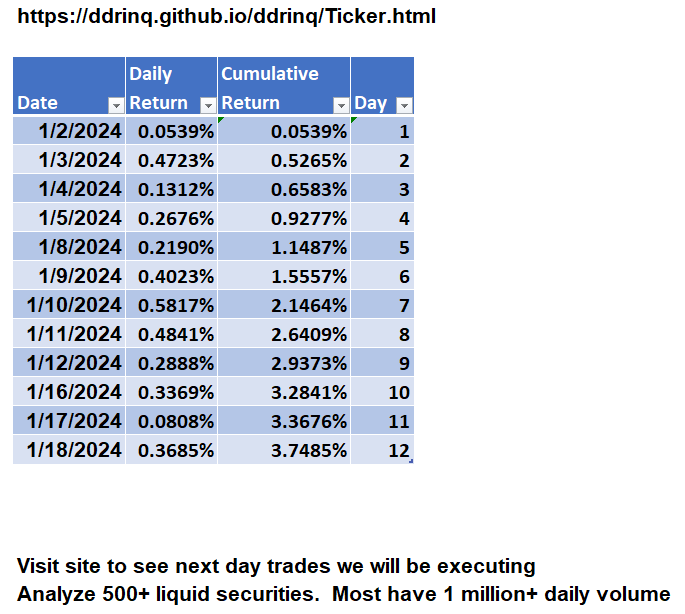 https://ddrinq.github.io/ddrinq/Ticker.html
Daily Cumulative
Date Return Return Day
1/2/2024 0.0539% 0.0539% 1
1/3/2024 0.4723% 0.5265% 2
1/4/2024 0.1312% 0.6583% 3
1/5/2024 0.2676% 0.9277% 4
1/8/2024 0.2190% 1.1487% 5
1/9/2024 0.4023% 1.5557% 6
1/10/2024 0.5817% 2.1464% 7
1/11/2024 0.4841% 2.6409% 8
1/12/2024 0.2888% 2.9373% 9
1/16/2024 0.3369% 3.2841% 10
1/17/2024 0.0808% 3.3676% 11
1/18/2024 0.3685% 3.7485% 12
Visit site to see next day trades we will be executing
Analyze 500+ liquid securities.  Most have 1 million+ daily volume